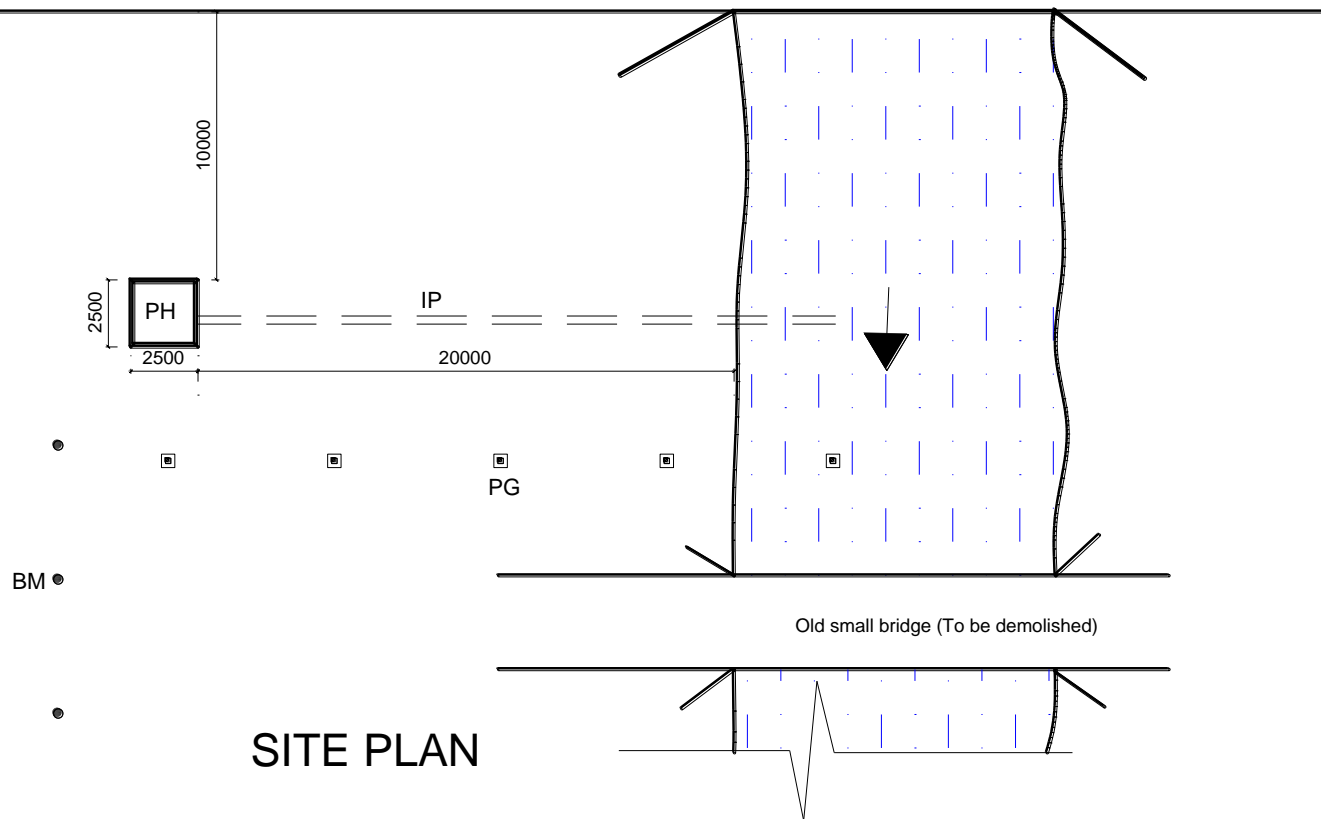 10000
PH
IP
2500
2500
20000
PG
BM
Old small bridge (To be demolished)
SITE PLAN